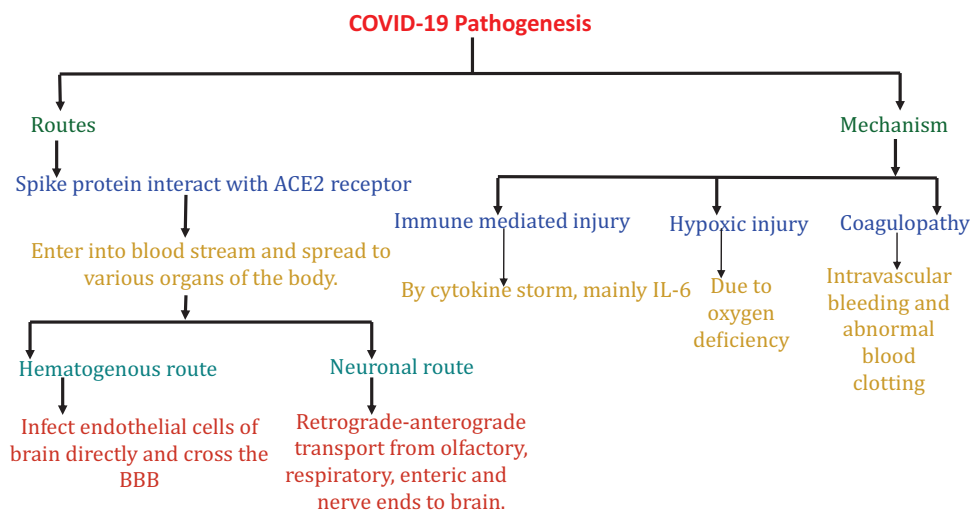 COVID-19 Pathogenesis
Routes
Mechanism
Spike protein interact with ACE2 receptor
Enter into blood stream and spread to
various organs of the body.
Hematogenous route
Neuronal route
Infect endothelial cells of
brain directly and cross the
BBB
Retrograde-anterograde
transport from olfactory,
respiratory, enteric and
nerve ends to brain.
Immune mediated injury
Hypoxic injury
Coagulopathy
By cytokine storm, mainly IL-6
Due to
oxygen
deficiency
Intravascular
bleeding and
abnormal
blood
clotting